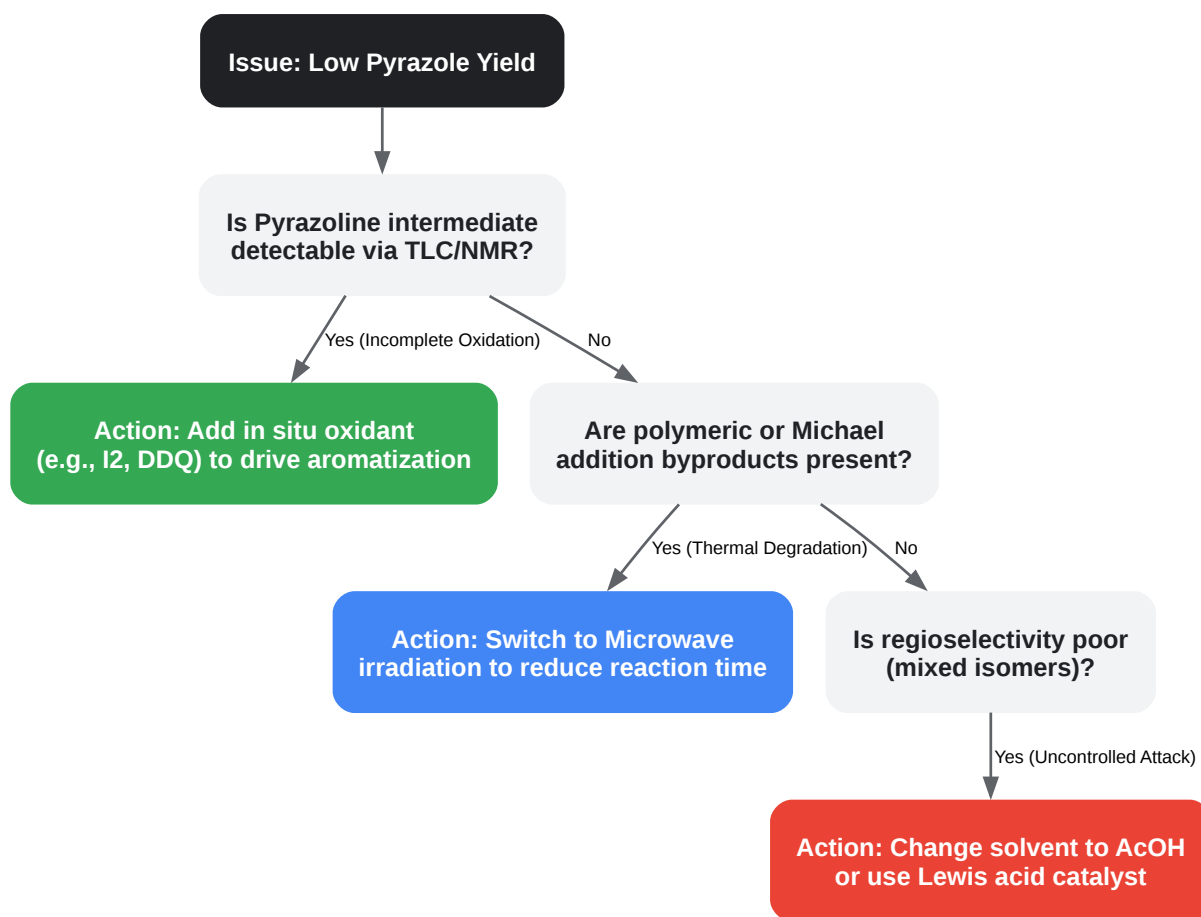 Issue: Low Pyrazole Yield
Is Pyrazoline intermediate
detectable via TLC/NMR?
Yes (Incomplete Oxidation)
No
Action: Add in situ oxidant
(e.g., I2, DDQ) to drive aromatization
Are polymeric or Michael
addition byproducts present?
Yes (Thermal Degradation)
No
Action: Switch to Microwave
irradiation to reduce reaction time
Is regioselectivity poor
(mixed isomers)?
Yes (Uncontrolled Attack)
Action: Change solvent to AcOH
or use Lewis acid catalyst